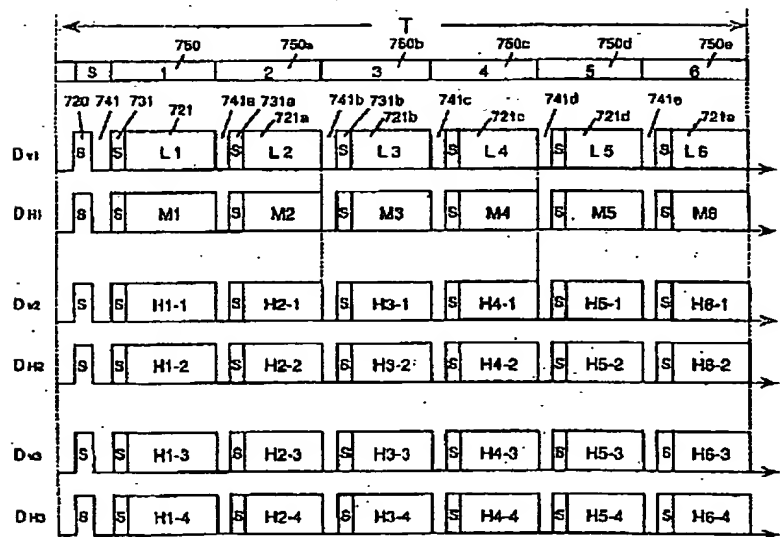 T
750 750a 750b 750c 750d 750e
S 1 2 3 4 5 6
720 741 731 721 741a 731a 721a 741b 731b 721b 741c 721c 741d 721d 741e 721e
Dv1 S S L1 S L2 S L3 S L4 S L5 S L6
DH1 S S M1 S M2 S M3 S M4 S M5 S M6
Dv2 S S H1-1 S H2-1 S H3-1 S H4-1 S H5-1 S H6-1
DH2 S S H1-2 S H2-2 S H3-2 S H4-2 S H5-2 S H6-2
Dv3 S S H1-3 S H2-3 S H3-3 S H4-3 S H5-3 S H6-3
DH3 S S H1-4 S H2-4 S H3-4 S H4-4 S H5-4 S H6-4